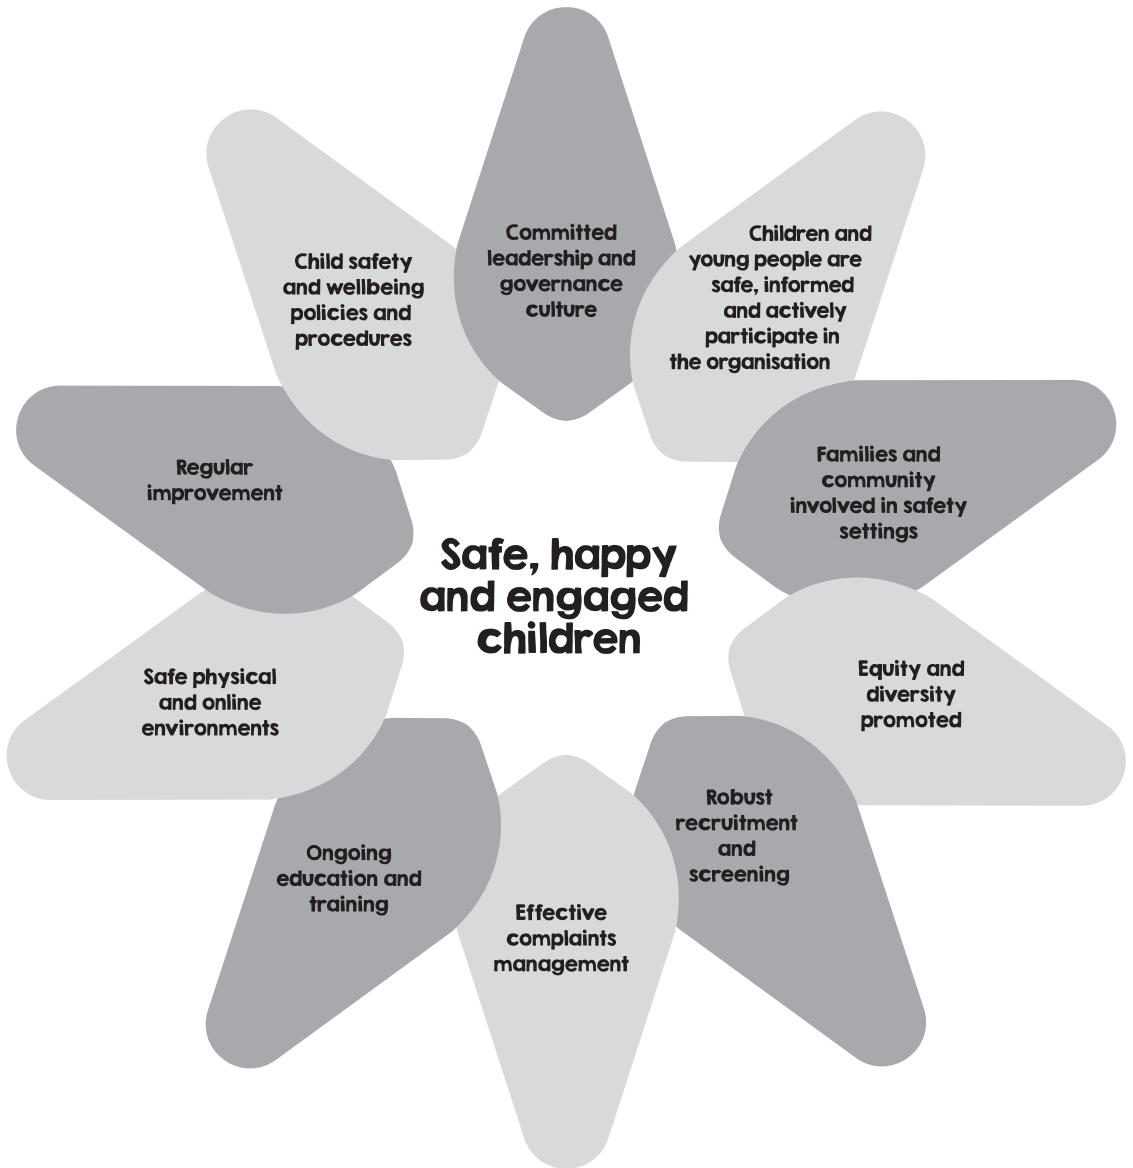 Committed
leadership and
governance
culture
Children and
young people are
safe, informed
and actively
participate in
the organisation
Families and
community
involved in safety
settings
Equity and
diversity
promoted
Robust
recruitment
and
screening
Effective
complaints
management
Ongoing
education and
training
Safe physical
and online
environments
Regular
improvement
Child safety
and wellbeing
policies and
procedures
Safe, happy
and engaged
children